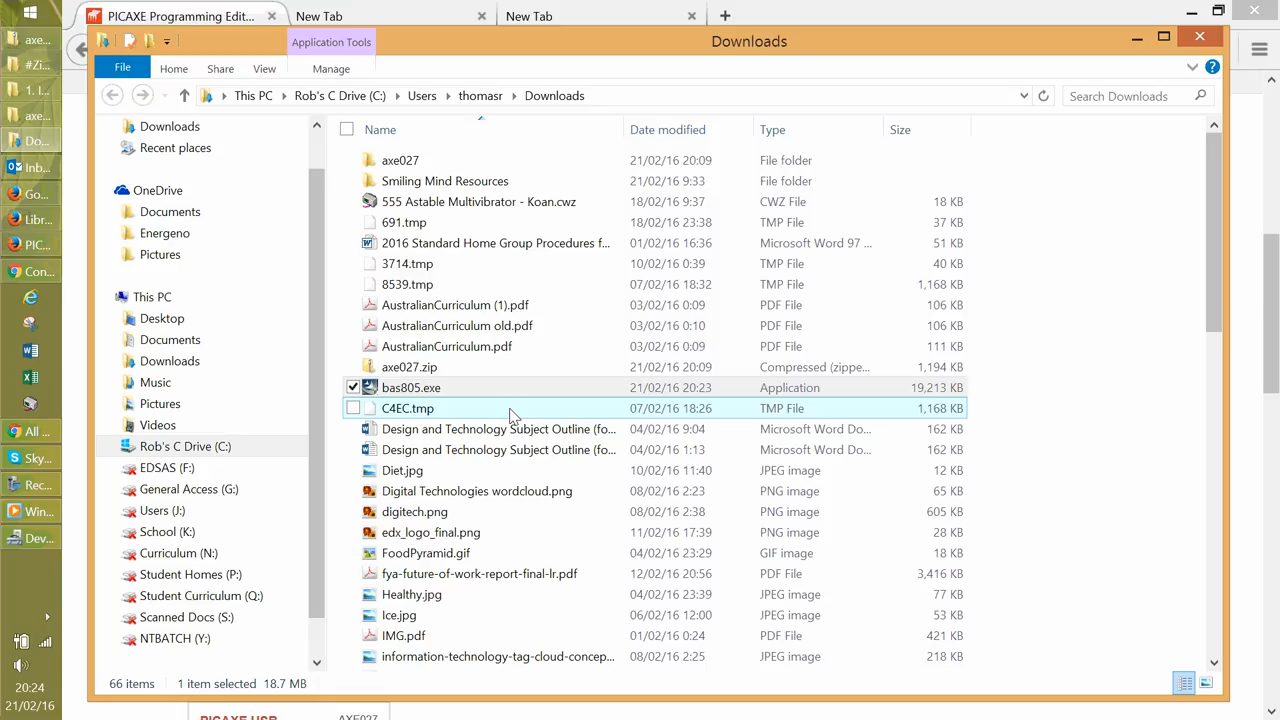 PICAXE Programming Edit...
New Tab
New Tab
Application Tools
Downloads
File
Home
Share
View
Manage
This PC
Rob's C Drive (C:)
Users
thomasr
Downloads
Search Downloads
Name
Date modified
Type
Size
axe027 21/02/16 20:09 File folder
Smiling Mind Resources 21/02/16 9:33 File folder
555 Astable Multivibrator - Koan.cwz 18/02/16 9:37 CWZ File 18 KB
691.tmp 18/02/16 23:38 TMP File 37 KB
2016 Standard Home Group Procedures f... 01/02/16 16:36 Microsoft Word 97 ... 51 KB
3714.tmp 10/02/16 0:39 TMP File 40 KB
8539.tmp 07/02/16 18:32 TMP File 1,168 KB
AustralianCurriculum (1).pdf 03/02/16 0:09 PDF File 106 KB
AustralianCurriculum old.pdf 03/02/16 0:10 PDF File 106 KB
AustralianCurriculum.pdf 03/02/16 0:09 PDF File 111 KB
axe027.zip 21/02/16 20:09 Compressed (zippe... 1,194 KB
bas805.exe 21/02/16 20:23 Application 19,213 KB
C4EC.tmp 07/02/16 18:26 TMP File 1,168 KB
Design and Technology Subject Outline (fo... 04/02/16 9:04 Microsoft Word Do... 162 KB
Design and Technology Subject Outline (fo... 04/02/16 1:13 Microsoft Word Do... 162 KB
Diet.jpg 10/02/16 11:40 JPEG image 12 KB
Digital Technologies wordcloud.png 08/02/16 2:23 PNG image 65 KB
digitech.png 08/02/16 2:38 PNG image 605 KB
edx_logo_final.png 11/02/16 17:39 PNG image 28 KB
FoodPyramid.gif 04/02/16 23:29 GIF image 18 KB
fya-future-of-work-report-final-lr.pdf 12/02/16 20:56 PDF File 3,416 KB
Healthy.jpg 04/02/16 23:39 JPEG image 77 KB
Ice.jpg 06/02/16 12:00 JPEG image 53 KB
IMG.pdf 01/02/16 0:24 PDF File 421 KB
information-technology-tag-cloud-concep... 08/02/16 2:25 JPEG image 218 KB
Downloads
Recent places
OneDrive
Documents
Energeno
Pictures
This PC
Desktop
Documents
Downloads
Music
Pictures
Videos
Rob's C Drive (C:)
EDSAS (F:)
General Access (G:)
Users (J:)
School (K:)
Curriculum (N:)
Student Homes (P:)
Student Curriculum (Q:)
Scanned Docs (S:)
NTBATCH (Y:)
66 items
1 item selected 18.7 MB
axe...
#Zi...
1. I...
axe...
Do...
Inb...
Go...
Libr...
PIC...
Con...
All ...
Sky...
Rec...
Win...
Dev...
20:24
21/02/16
PICAXE USB
AXE027